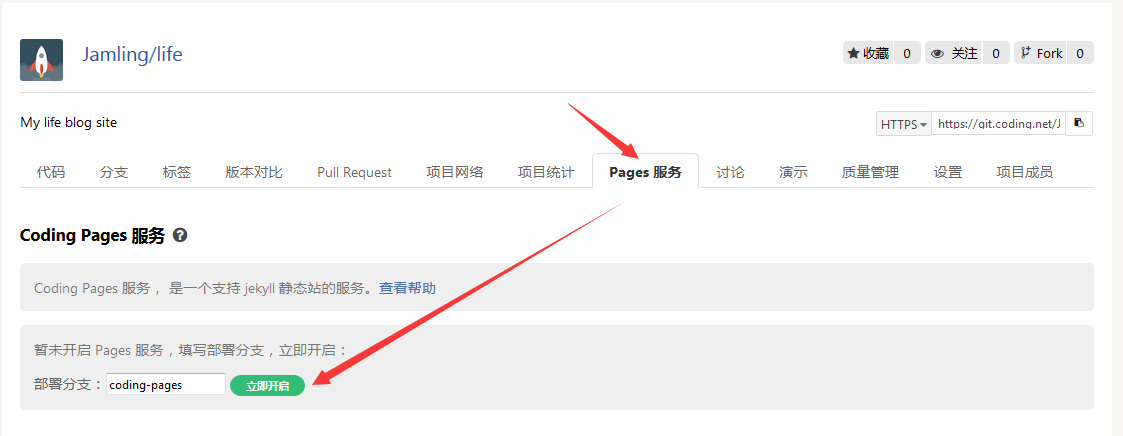 Jamling/life
收藏 0 关注 0 Fork 0
My life blog site
HTTPS https://git.coding.net/J
代码 分支 标签 版本对比 Pull Request 项目网络 项目统计 Pages 服务 讨论 演示 质量管理 设置 项目成员
Coding Pages 服务
Coding Pages 服务， 是一个支持 jekyll 静态站的服务。查看帮助
暂未开启 Pages 服务，填写部署分支，立即开启：
部署分支： coding-pages 立即开启